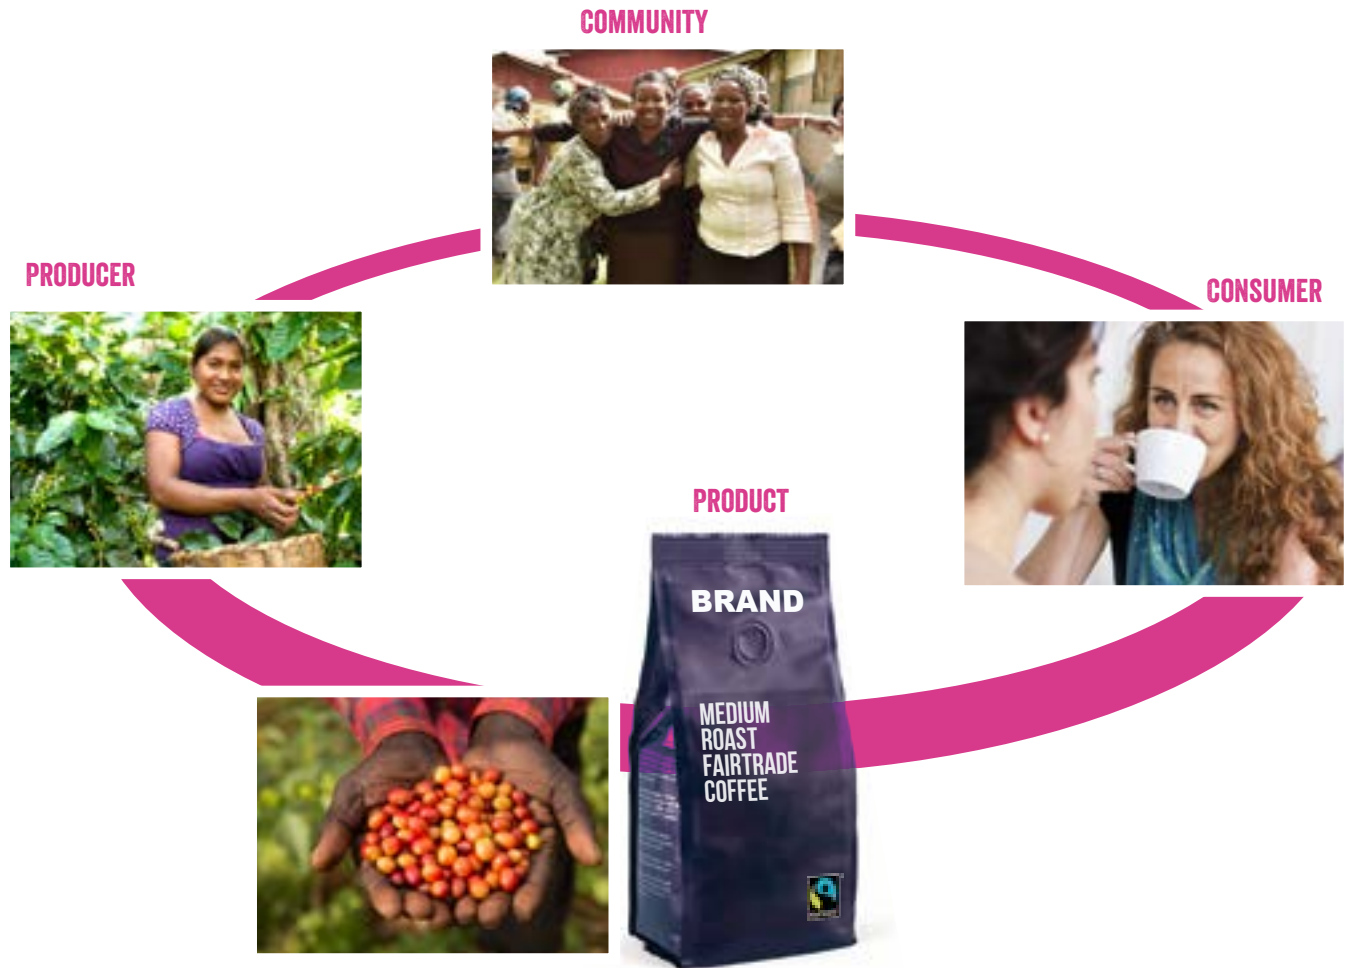 COMMUNITY
PRODUCER
CONSUMER
PRODUCT
BRAND
MEDIUM
ROAST
FAIRTRADE
COFFEE